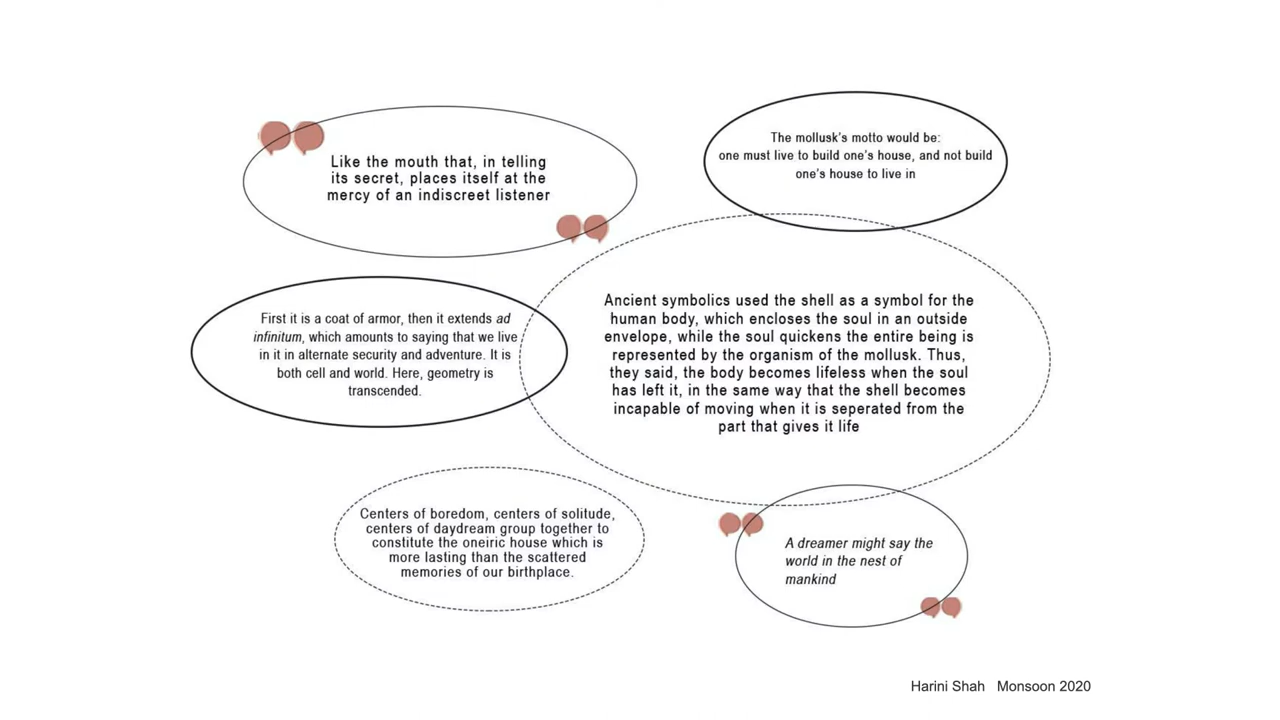 Like the mouth that, in telling
its secret, places itself at the
mercy of an indiscreet listener
The mollusk's motto would be:
one must live to build one's house, and not build
one's house to live in
First it is a coat of armor, then it extends ad
infinitum, which amounts to saying that we live
in it in alternate security and adventure. It is
both cell and world. Here, geometry is
transcended.
Ancient symbolics used the shell as a symbol for the
human body, which encloses the soul in an outside
envelope, while the soul quickens the entire being is
represented by the organism of the mollusk. Thus,
they said, the body becomes lifeless when the soul
has left it, in the same way that the shell becomes
incapable of moving when it is seperated from the
part that gives it life
Centers of boredom, centers of solitude,
centers of daydream group together to
constitute the oneiric house which is
more lasting than the scattered
memories of our birthplace.
A dreamer might say the
world in the nest of
mankind
Harini Shah Monsoon 2020